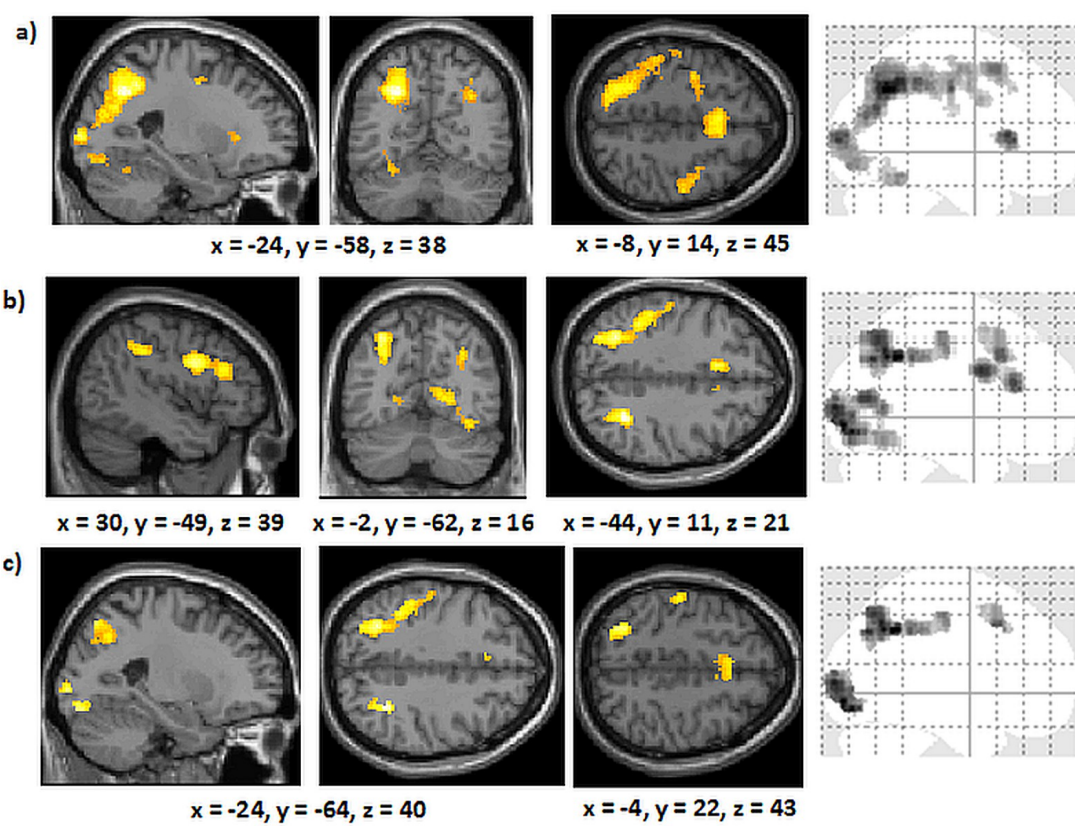 a)
x = -24, y = -58, z = 38
x = -8, y = 14, z = 45
b)
x = 30, y = -49, z = 39
x = -2, y = -62, z = 16
x = -44, y = 11, z = 21
c)
x = -24, y = -64, z = 40
x = -4, y = 22, z = 43